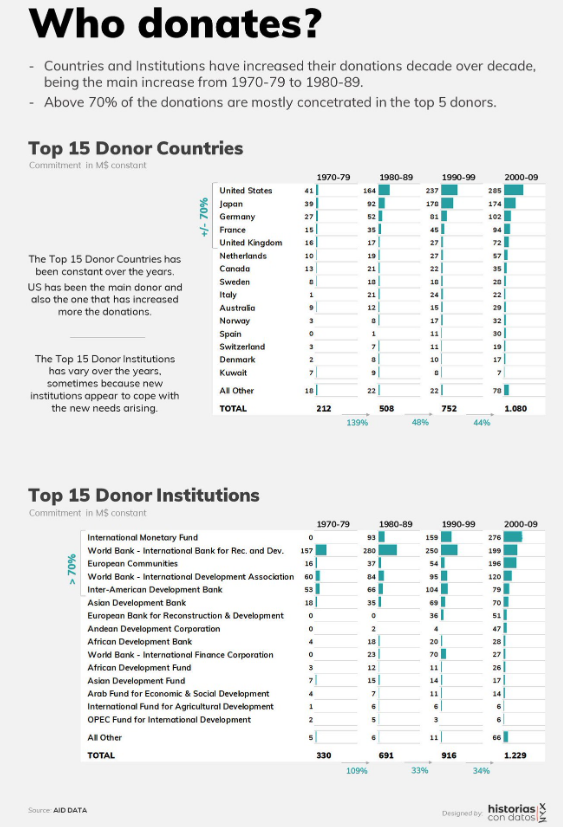 Who donates?
- Countries and Institutions have increased their donations decade over decade,
being the main increase from 1970-79 to 1980-89.
- Above 70% of the donations are mostly concetrated in the top 5 donors.
Top 15 Donor Countries
Commitment in M$ constant
1970-79 1980-89 1990-99 2000-09
+/- 70%
United States 41 164 237 285
Japan 39 92 178 174
Germany 27 52 81 102
France 15 35 45 94
United Kingdom 16 17 27 72
Netherlands 10 19 27 57
Canada 13 21 22 35
Sweden 8 18 18 28
Italy 1 21 24 22
Australia 9 12 15 29
Norway 3 8 17 32
Spain 0 1 11 30
Switzerland 3 7 11 19
Denmark 2 8 10 17
Kuwait 7 9 8 7
All Other 18 22 22 78
TOTAL 212 508 752 1.080
139% 48% 44%
The Top 15 Donor Countries has
been constant over the years.
US has been the main donor and
also the one that has increased
more the donations.
The Top 15 Donor Institutions
has vary over the years,
sometimes because new
institutions appear to cope with
the new needs arising.
Top 15 Donor Institutions
Commitment in M$ constant
1970-79 1980-89 1990-99 2000-09
> 70%
International Monetary Fund 0 93 159 276
World Bank - International Bank for Rec. and Dev. 157 280 250 199
European Communities 16 37 54 196
World Bank - International Development Association 60 84 95 120
Inter-American Development Bank 53 66 104 79
Asian Development Bank 18 35 69 70
European Bank for Reconstruction & Development 0 0 36 51
Andean Development Corporation 0 2 4 47
African Development Bank 4 18 20 28
World Bank - International Finance Corporation 0 23 70 27
African Development Fund 3 12 11 26
Asian Development Fund 7 15 14 17
Arab Fund for Economic & Social Development 4 7 11 14
International Fund for Agricultural Development 1 6 6 6
OPEC Fund for International Development 2 5 3 6
All Other 5 6 11 66
TOTAL 330 691 916 1.229
109% 33% 34%
Source: AID DATA
Designed by: historias
con datos